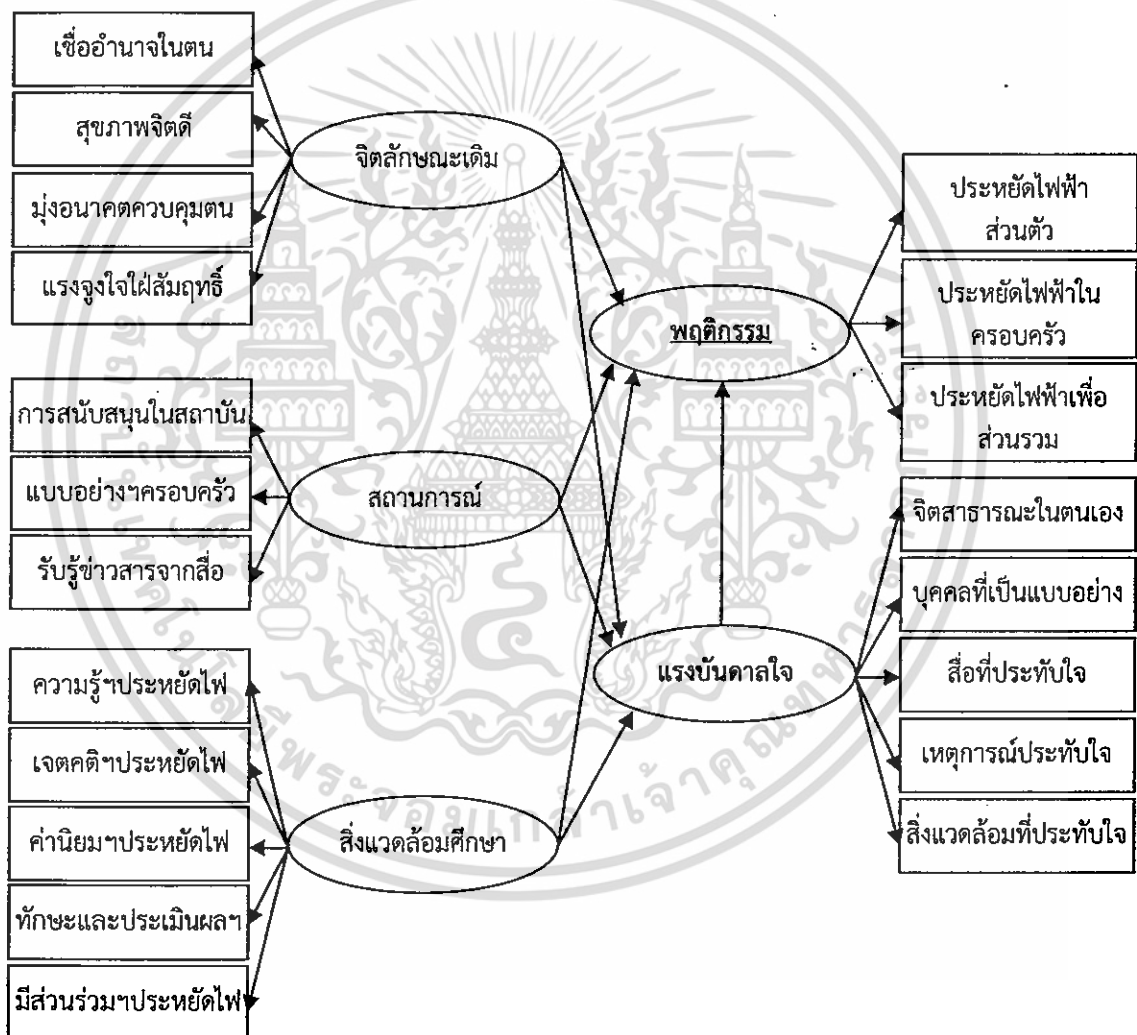 เชื่ออำนาจในตน
สุขภาพจิตดี
มุ่งอนาคตควบคุมตน
แรงจูงใจใฝ่สัมฤทธิ์
จิตลักษณะเดิม
การสนับสนุนในสถาบัน
แบบอย่างฯครอบครัว
รับรู้ข่าวสารจากสื่อ
สถานการณ์
ความรู้ฯประหยัดไฟ
เจตคติฯประหยัดไฟ
ค่านิยมฯประหยัดไฟ
ทักษะและประเมินผลฯ
มีส่วนร่วมฯประหยัดไฟ
สิ่งแวดล้อมศึกษา
พฤติกรรม
แรงบันดาลใจ
ประหยัดไฟฟ้า
ส่วนตัว
ประหยัดไฟฟ้าใน
ครอบครัว
ประหยัดไฟฟ้าเพื่อ
ส่วนรวม
จิตสาธารณะในตนเอง
บุคคลที่เป็นแบบอย่าง
สื่อที่ประทับใจ
เหตุการณ์ประทับใจ
สิ่งแวดล้อมที่ประทับใจ